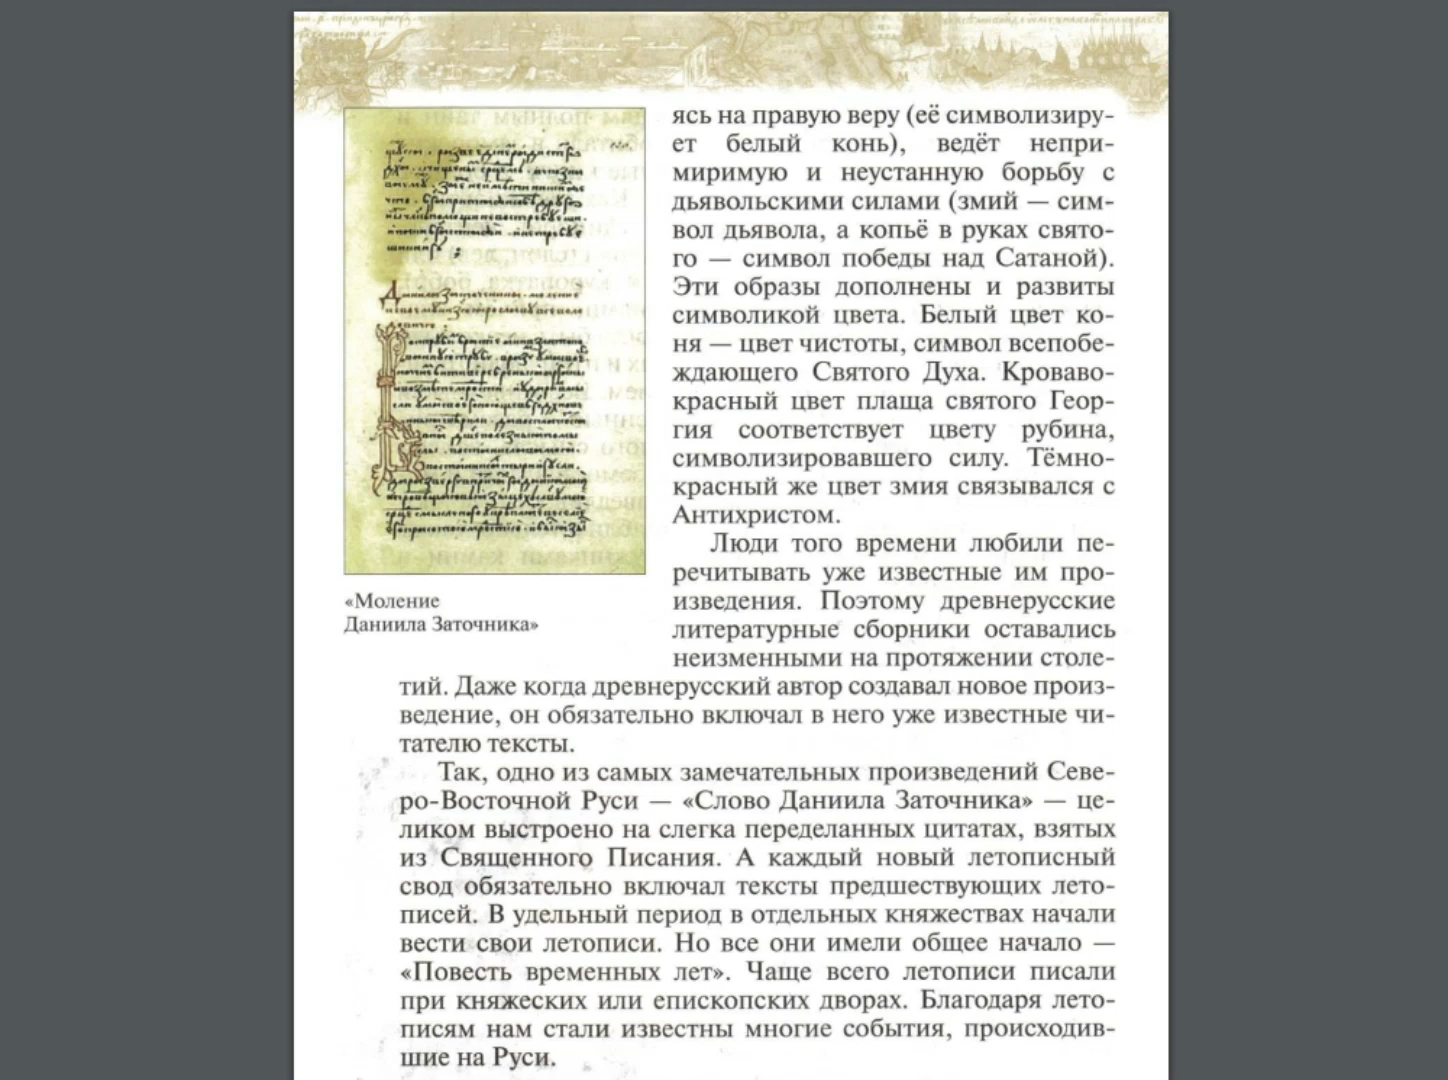 ясь на правую веру (её символизиру-
ет белый конь), ведёт непри-
миримую и неустанную борьбу с
дьявольскими силами (змий — сим-
вол дьявола, а копьё в руках свято-
го — символ победы над Сатаной).
Эти образы дополнены и развиты
символикой цвета. Белый цвет ко-
ня — цвет чистоты, символ всепобе-
ждающего Святого Духа. Кроваво-
красный цвет плаща святого Геор-
гия соответствует цвету рубина,
символизировавшего силу. Тёмно-
красный же цвет змия связывался с
Антихристом.
Люди того времени любили пе-
речитывать уже известные им про-
изведения. Поэтому древнерусские
литературные сборники оставались
неизменными на протяжении столе-
«Моление
Даниила Заточника»
тий. Даже когда древнерусский автор создавал новое произ-
ведение, он обязательно включал в него уже известные чи-
тателю тексты.
Так, одно из самых замечательных произведений Севе-
ро-Восточной Руси — «Слово Даниила Заточника» — це-
ликом выстроено на слегка переделанных цитатах, взятых
из Священного Писания. А каждый новый летописный
свод обязательно включал тексты предшествующих лето-
писей. В удельный период в отдельных княжествах начали
вести свои летописи. Но все они имели общее начало —
«Повесть временных лет». Чаще всего летописи писали
при княжеских или епископских дворах. Благодаря лето-
писям нам стали известны многие события, происходив-
шие на Руси.